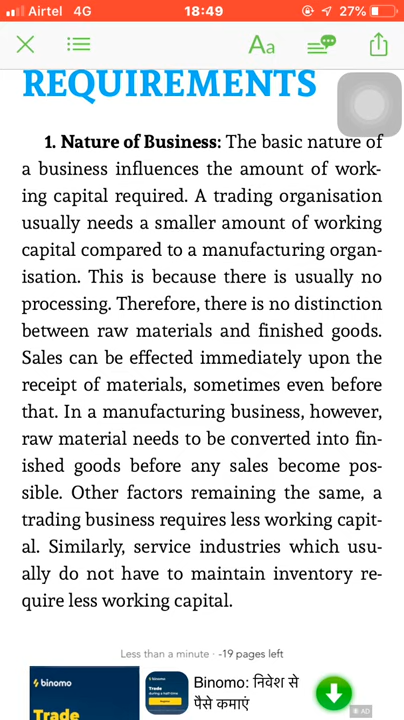 Airtel 4G 18:49 27%
Aa
REQUIREMENTS
1. Nature of Business: The basic nature of
a business influences the amount of work-
ing capital required. A trading organisation
usually needs a smaller amount of working
capital compared to a manufacturing organ-
isation. This is because there is usually no
processing. Therefore, there is no distinction
between raw materials and finished goods.
Sales can be effected immediately upon the
receipt of materials, sometimes even before
that. In a manufacturing business, however,
raw material needs to be converted into fin-
ished goods before any sales become pos-
sible. Other factors remaining the same, a
trading business requires less working capit-
al. Similarly, service industries which usu-
ally do not have to maintain inventory re-
quire less working capital.
Less than a minute · -19 pages left
binomo
Trade
binomo
Trade
Binomo: निवेश से
पैसे कमाएं
AD